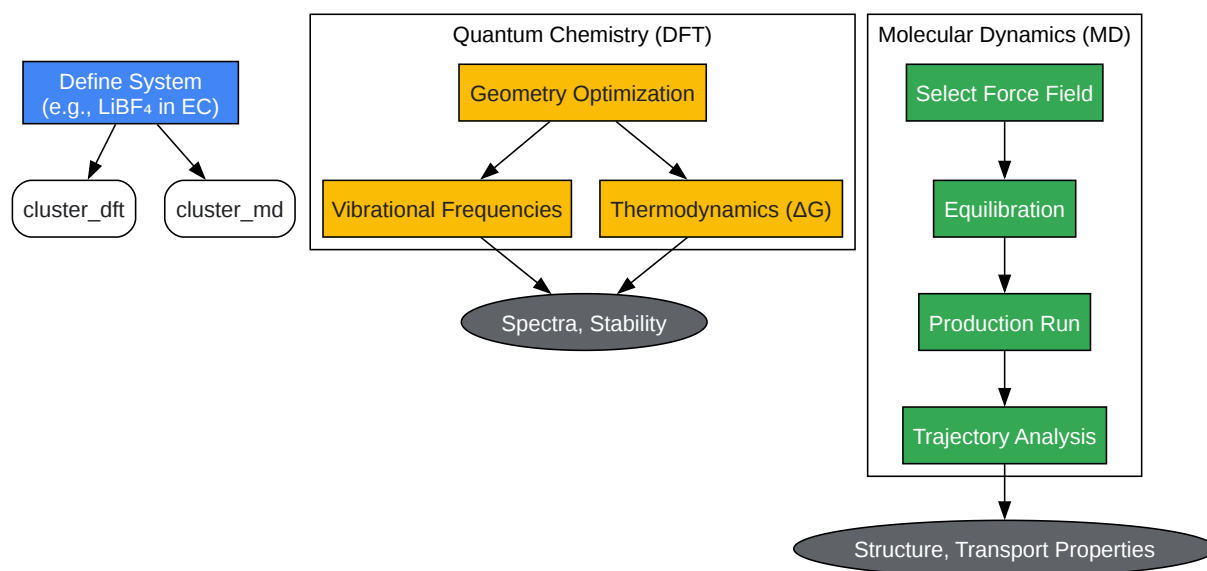 Define System
(e.g., LiBF₄ in EC)
cluster_dft
cluster_md
Quantum Chemistry (DFT)
Geometry Optimization
Vibrational Frequencies
Thermodynamics (ΔG)
Spectra, Stability
Molecular Dynamics (MD)
Select Force Field
Equilibration
Production Run
Trajectory Analysis
Structure, Transport Properties